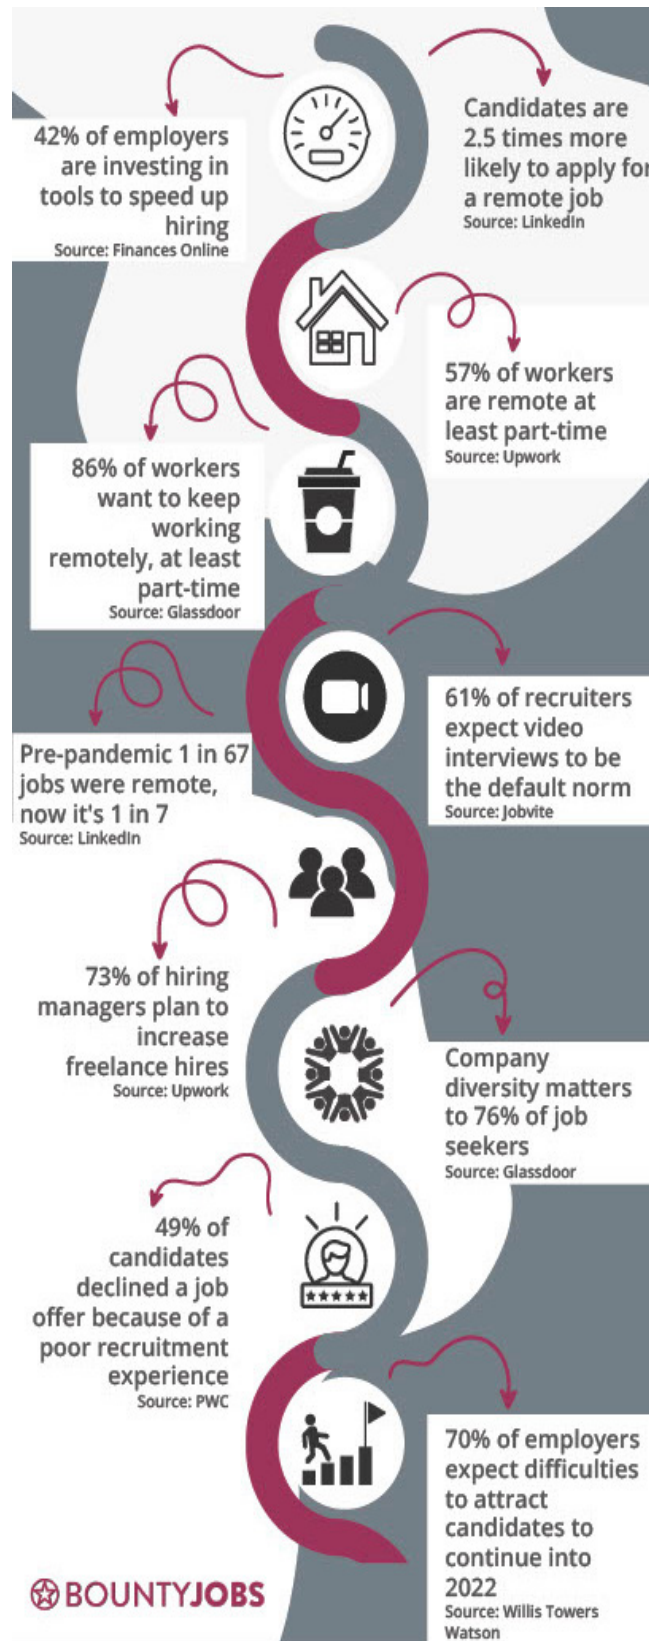 42% of employers
are investing in
tools to speed up
hiring
Source: Finances Online
Candidates are
2.5 times more
likely to apply for
a remote job
Source: LinkedIn
57% of workers
are remote at
least part-time
Source: Upwork
86% of workers
want to keep
working
remotely, at least
part-time
Source: Glassdoor
61% of recruiters
expect video
interviews to be
the default norm
Source: Jobvite
Pre-pandemic 1 in 67
jobs were remote,
now it's 1 in 7
Source: LinkedIn
73% of hiring
managers plan to
increase
freelance hires
Source: Upwork
Company
diversity matters
to 76% of job
seekers
Source: Glassdoor
49% of
candidates
declined a job
offer because of a
poor recruitment
experience
Source: PWC
70% of employers
expect difficulties
to attract
candidates to
continue into
2022
Source: Willis Towers
Watson
BOUNTYJOBS